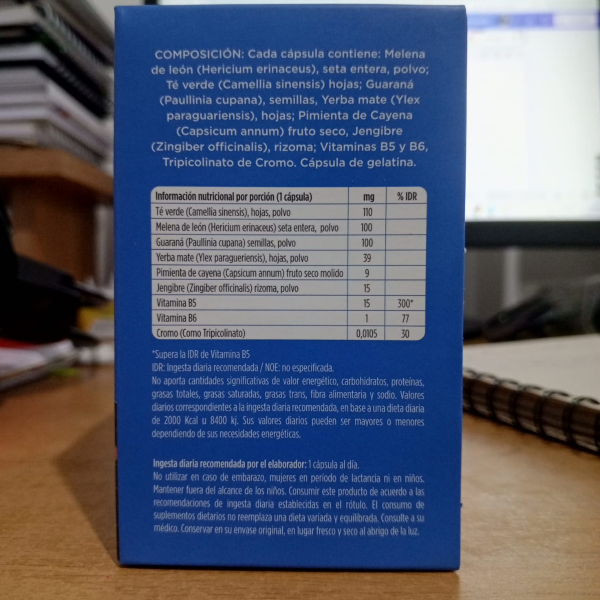 COMPOSICIÓN: Cada cápsula contiene: Melena
de león (Hericium erinaceus), seta entera, polvo;
Té verde (Camellia sinensis) hojas; Guaraná
(Paullinia cupana), semillas, Yerba mate (Ylex
paraguariensis), hojas; Pimienta de Cayena
(Capsicum annum) fruto seco, Jengibre
(Zingiber officinalis), rizoma; Vitaminas B5 y B6,
Tripicolinato de Cromo. Cápsula de gelatina.
Información nutricional por porción (1 cápsula) mg % IDR
Té verde (Camellia sinensis), hojas, polvo 110
Melena de león (Hericium erinaceus) seta entera, polvo 100
Guaraná (Paullinia cupana) semillas, polvo 100
Yerba mate (Ylex paragueriensis), hojas, polvo 39
Pimienta de cayena (Capsicum annum) fruto seco molido 9
Jengibre (Zingiber officinalis) rizoma, polvo 15
Vitamina B5 15 300*
Vitamina B6 1 77
Cromo (Como Tripicolinato) 0,0105 30
*Supera la IDR de Vitamina B5
IDR: Ingesta diaria recomendada / NOE: no especificada.
No aporta cantidades significativas de valor energético, carbohidratos, proteínas,
grasas totales, grasas saturadas, grasas trans, fibra alimentaria y sodio. Valores
diarios correspondientes a la ingesta diaria recomendada, en base a una dieta diaria
de 2000 Kcal u 8400 kj. Sus valores diarios pueden ser mayores o menores
dependiendo de sus necesidades energéticas.
Ingesta diaria recomendada por el elaborador: 1 cápsula al día.
No utilizar en caso de embarazo, mujeres en periodo de lactancia ni en niños.
Mantener fuera del alcance de los niños. Consumir este producto de acuerdo a las
recomendaciones de ingesta diaria establecidas en el rótulo. El consumo de
suplementos dietarios no reemplaza una dieta variada y equilibrada. Consulte a su
médico. Conservar en su envase original, en lugar fresco y seco al abrigo de la luz.